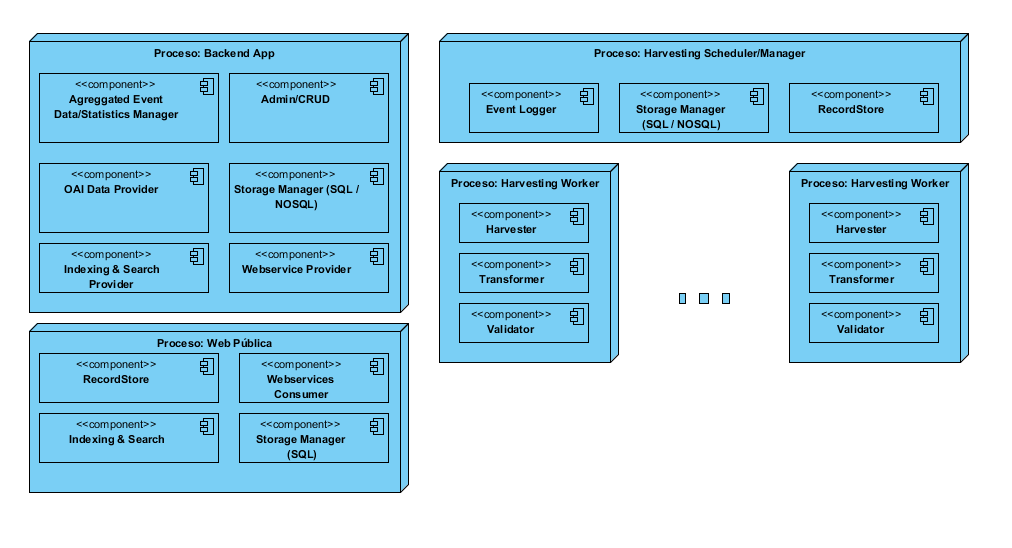 Proceso: Backend App
<<component>>
Agreggated Event
Data/Statistics Manager
<<component>>
Admin/CRUD
<<component>>
OAI Data Provider
<<component>>
Storage Manager (SQL /
NOSQL)
<<component>>
Indexing & Search
Provider
<<component>>
Webservice Provider
Proceso: Web Pública
<<component>>
RecordStore
<<component>>
Webservices
Consumer
<<component>>
Indexing & Search
<<component>>
Storage Manager
(SQL)
Proceso: Harvesting Scheduler/Manager
<<component>>
Event Logger
<<component>>
Storage Manager
(SQL / NOSQL)
<<component>>
RecordStore
Proceso: Harvesting Worker
<<component>>
Harvester
<<component>>
Transformer
<<component>>
Validator
Proceso: Harvesting Worker
<<component>>
Harvester
<<component>>
Transformer
<<component>>
Validator